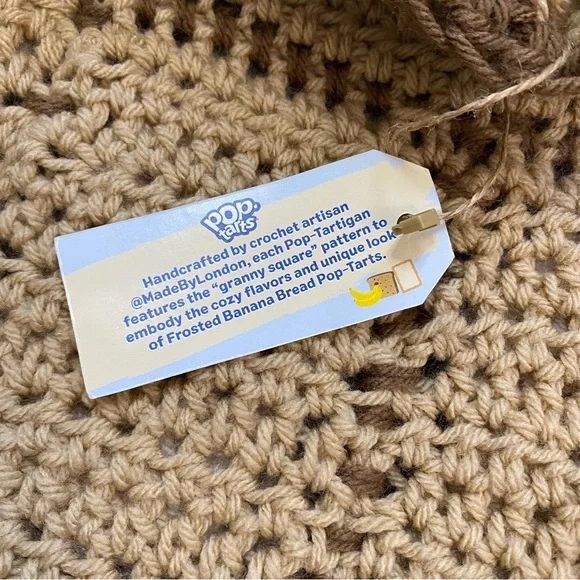 POP
tarts
Handcrafted by crochet artisan
@MadeByLondon, each Pop-Tartigan
features the "granny square" pattern to
embody the cozy flavors and unique look
of Frosted Banana Bread Pop-Tarts.